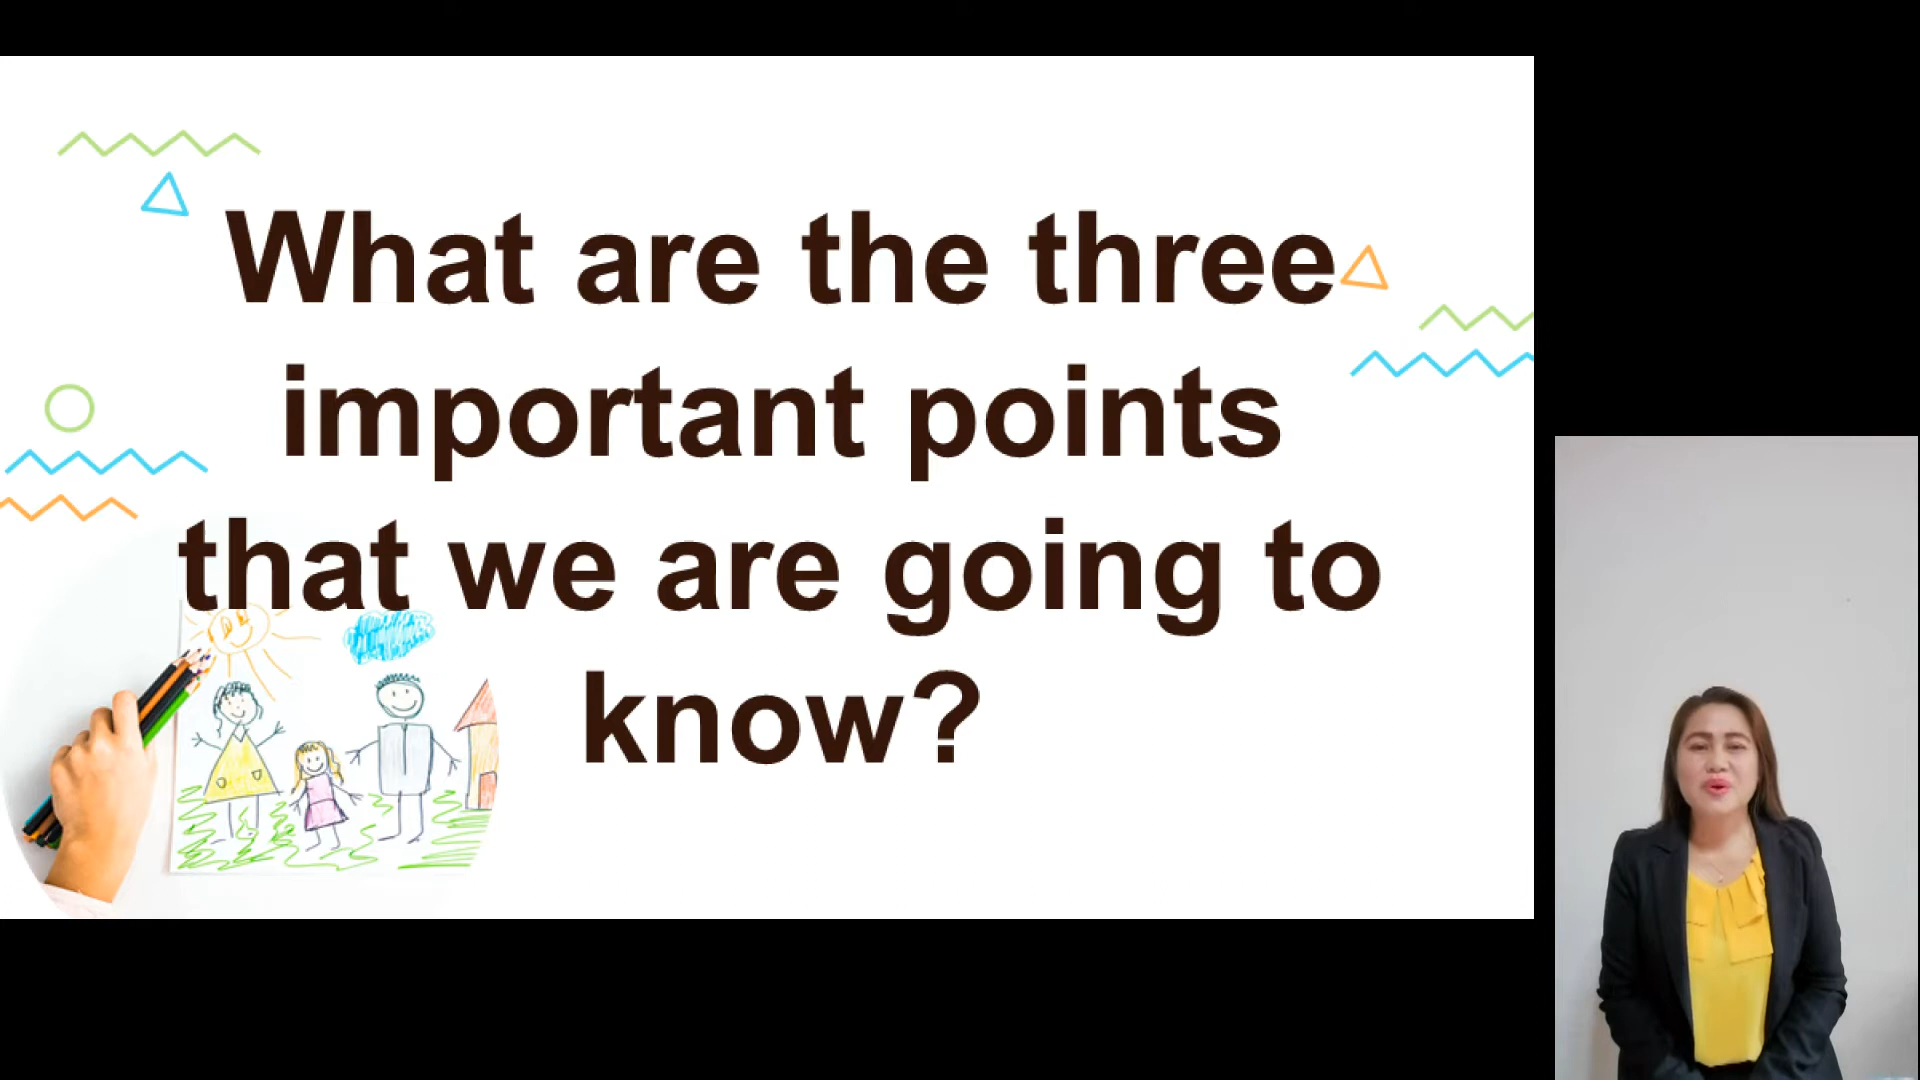 What are the three
important points
that we are going to
know?